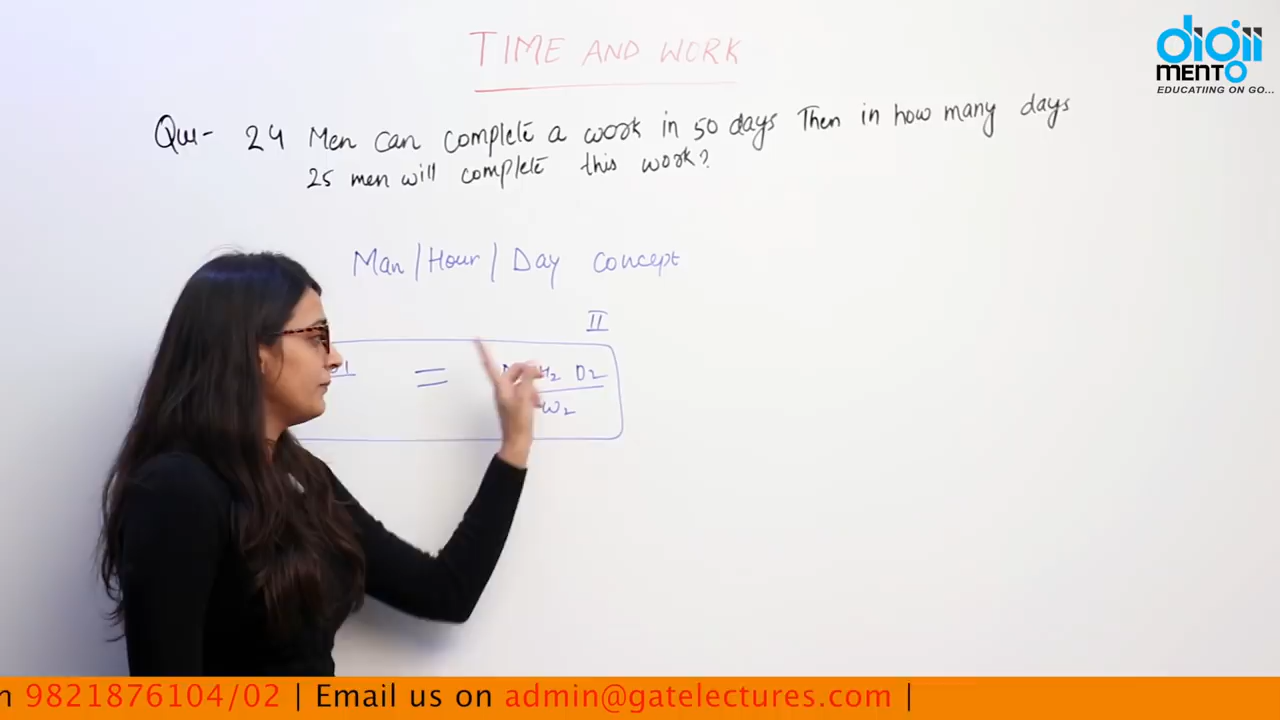 digii
MENTO
EDUCATIING ON GO...
TIME AND WORK
Que- 24 Men can complete a work in 50 days Then in how many days
25 men will complete this work?
Man/Hour/Day concept
II
= H2 D2
W2
n 9821876104/02 | Email us on admin@gatelectures.com |